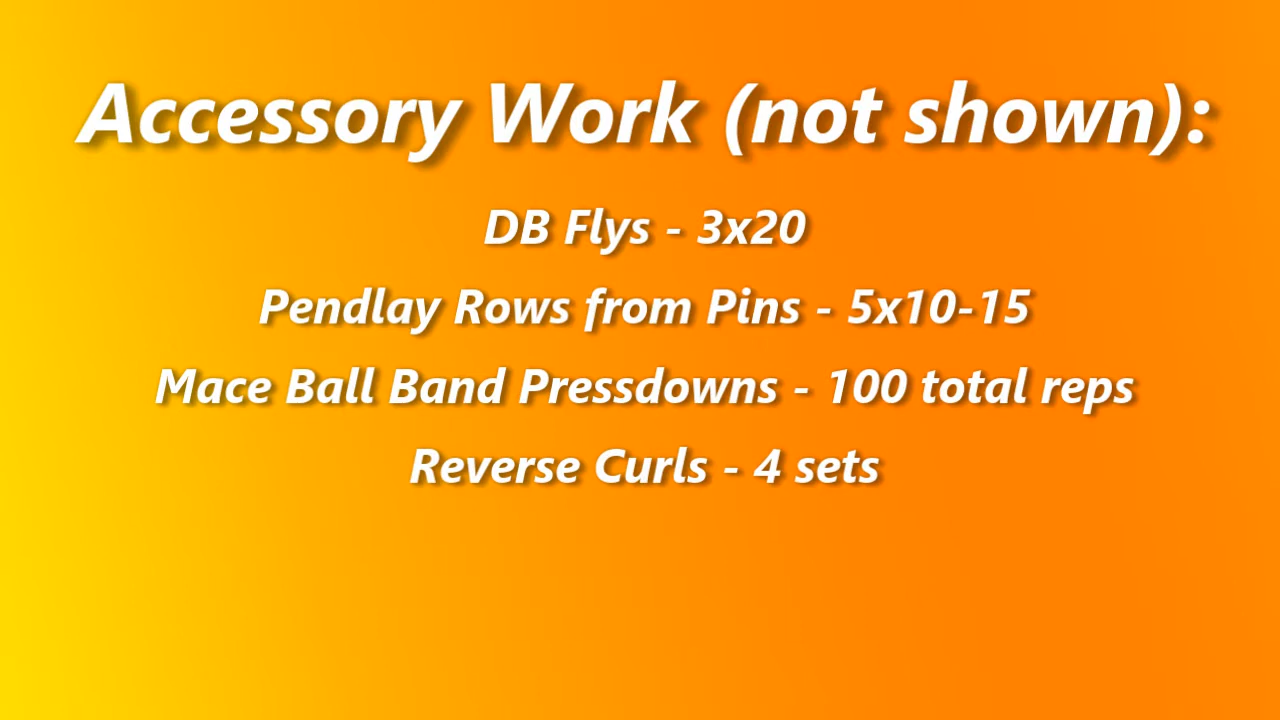 Accessory Work (not shown):
DB Flys - 3x20
Pendlay Rows from Pins - 5x10-15
Mace Ball Band Pressdowns - 100 total reps
Reverse Curls - 4 sets